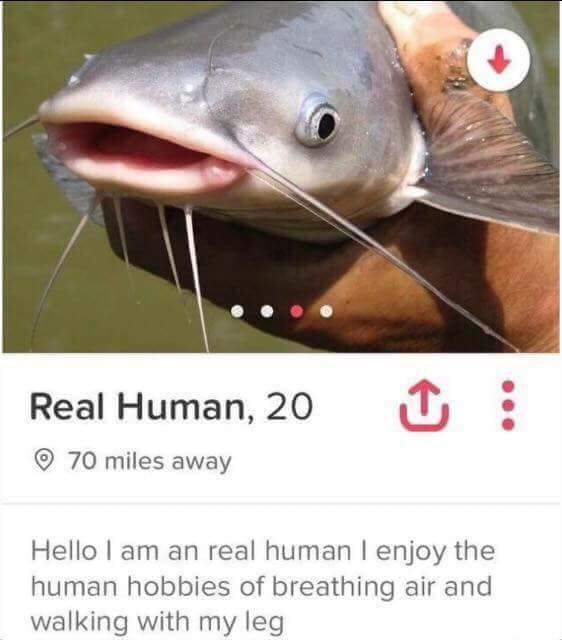 Real Human, 20
70 miles away
Hello I am an real human I enjoy the
human hobbies of breathing air and
walking with my leg